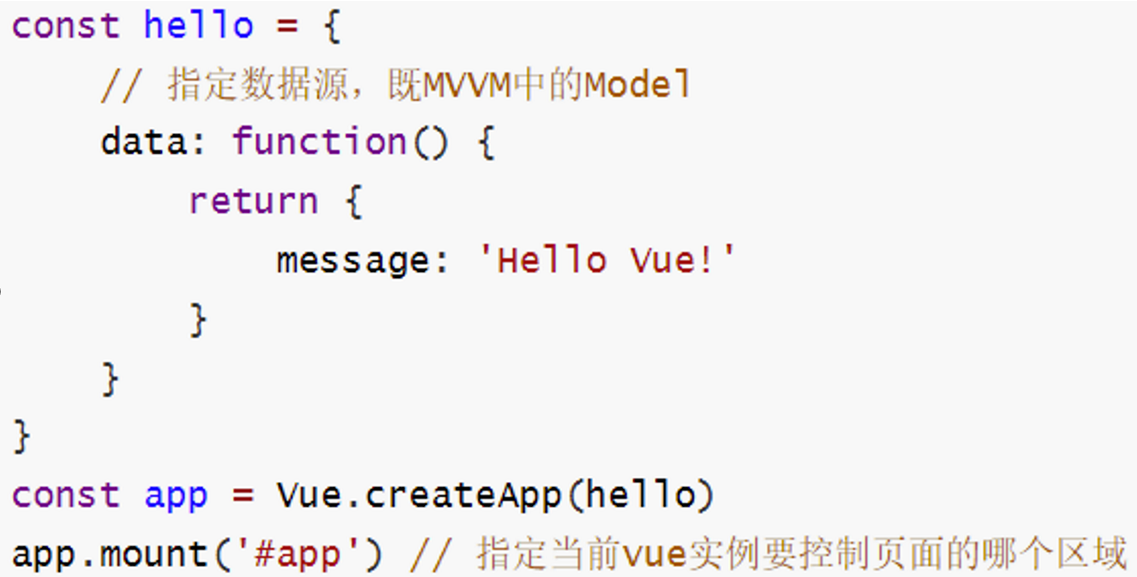 const hello = {
    // 指定数据源，既MVVM中的Model
    data: function() {
        return {
            message: 'Hello Vue!'
        }
    }
}
const app = Vue.createApp(hello)
app.mount('#app') // 指定当前vue实例要控制页面的哪个区域